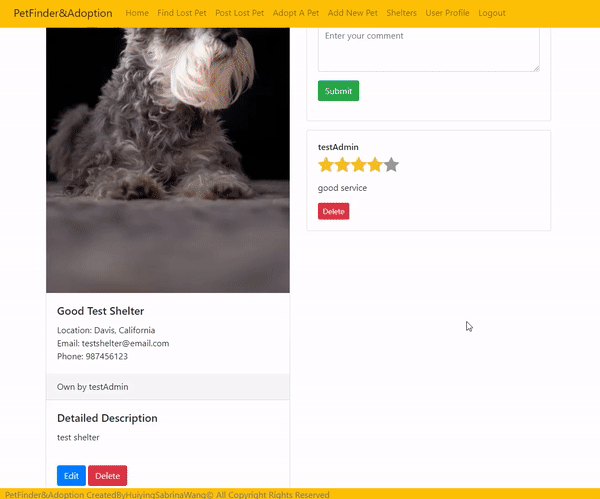 PetFinder&Adoption Home Find Lost Pet Post Lost Pet Adopt A Pet Add New Pet Shelters User Profile Logout
Enter your comment
Submit
testAdmin
good service
Delete
Good Test Shelter
Location: Davis, California
Email: testshelter@email.com
Phone: 987456123
Own by testAdmin
Detailed Description
test shelter
Edit Delete
PetFinder&Adoption CreatedByHuiyingSabrinaWang© All Copyright Rights Reserved